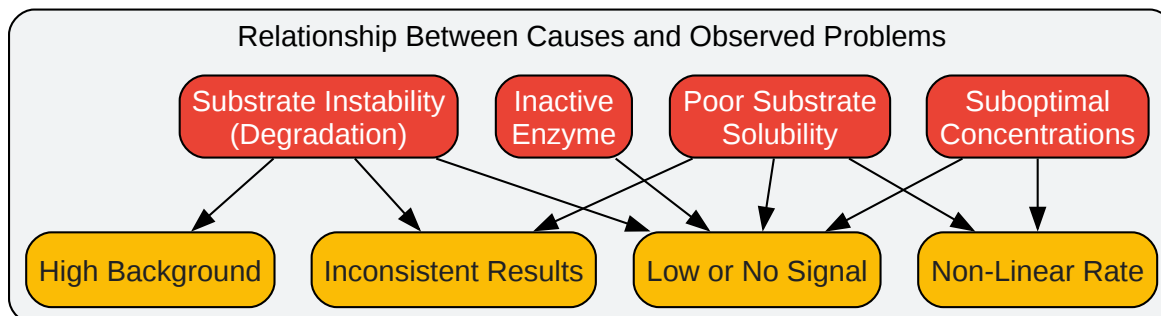 Relationship Between Causes and Observed Problems
Substrate Instability
(Degradation)
Inactive
Enzyme
Poor Substrate
Solubility
Suboptimal
Concentrations
High Background
Inconsistent Results
Low or No Signal
Non-Linear Rate